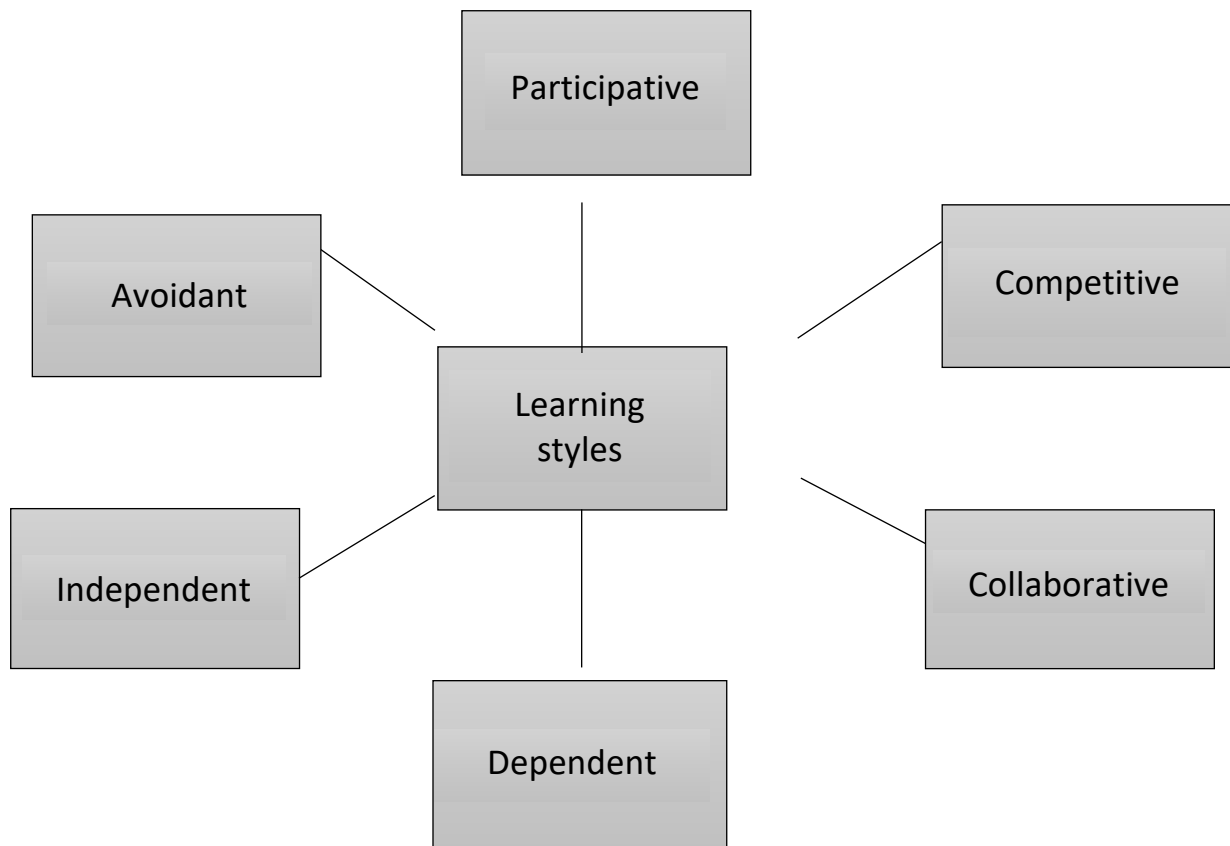 Participative
Avoidant
Competitive
Learning
styles
Independent
Collaborative
Dependent